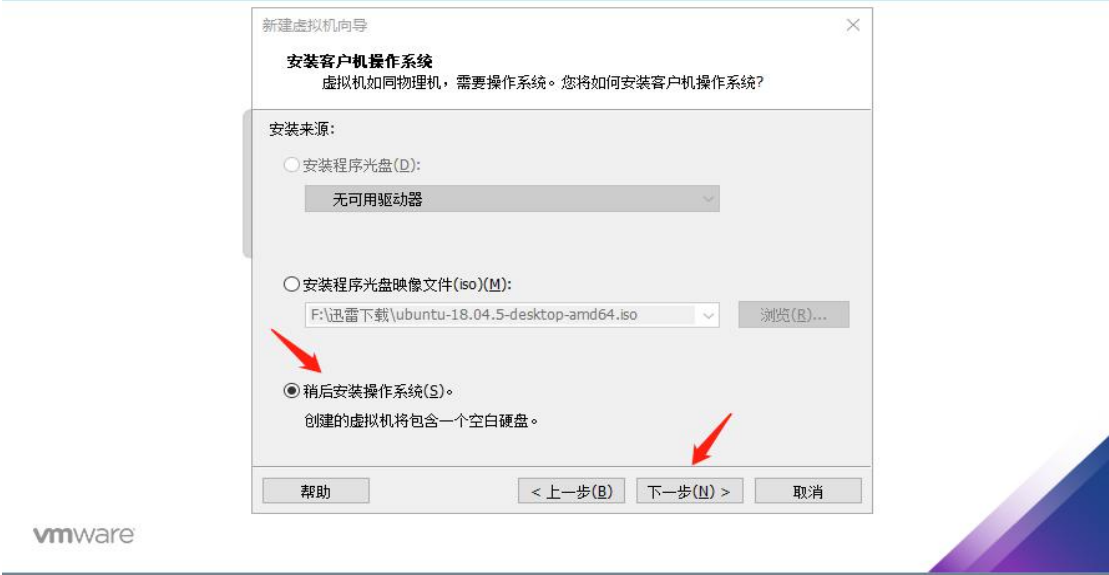 新建虚拟机向导
安装客户机操作系统
虚拟机如同物理机，需要操作系统。您将如何安装客户机操作系统?
安装来源:
安装程序光盘(D):
无可用驱动器
安装程序光盘映像文件(iso)(M):
F:\迅雷下载\ubuntu-18.04.5-desktop-amd64.iso
浏览(R)...
稍后安装操作系统(S)。
创建的虚拟机将包含一个空白硬盘。
帮助
< 上一步(B)
下一步(N) >
取消
vmware